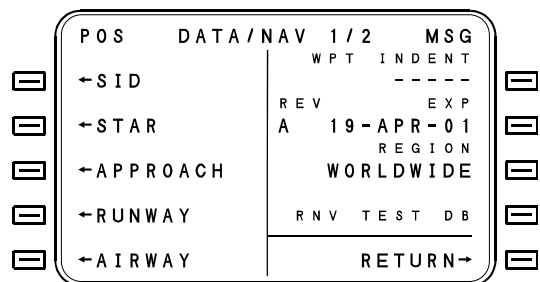 POS DATA/NAV 1/2 MSG
WPT INDENT
←SID -----
REV EXP
←STAR A 19-APR-01
REGION
←APPROACH WORLDWIDE
←RUNWAY RNV TEST DB
←AIRWAY RETURN→